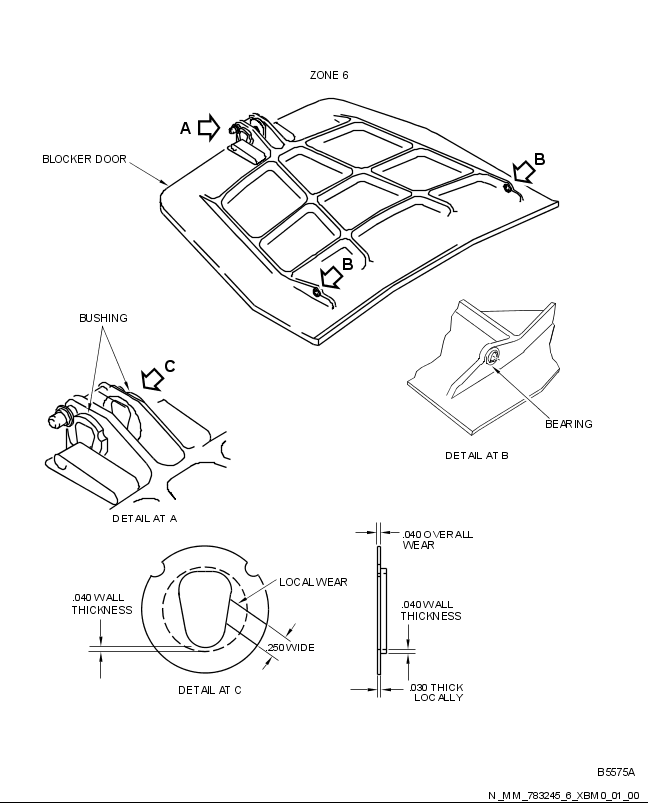 ZONE 6
A
B
BLOCKER DOOR
B
BUSHING
C
BEARING
DETAIL AT B
DETAIL AT A
.040 OVERALL
WEAR
LOCAL WEAR
.040 WALL
THICKNESS
.040 WALL
THICKNESS
.250 WIDE
DETAIL AT C
.030 THICK
LOCALLY
B5575A
N_MM_783245_6_XBM0_01_00